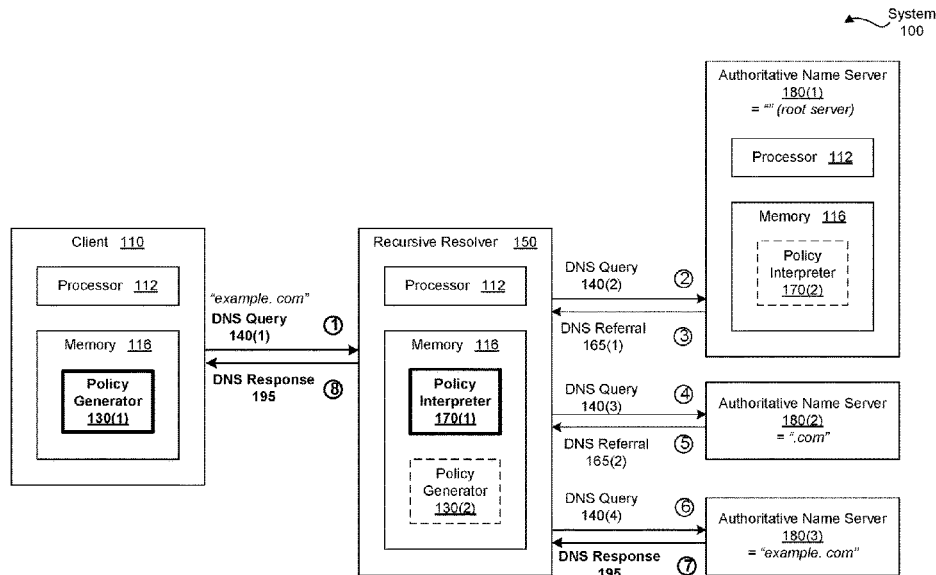 System
100
Authoritative Name Server
180(1)
= “” (root server)
Processor 112
Memory 116
Policy
Interpreter
170(2)
Client 110
Processor 112
Memory 116
Policy
Generator
130(1)
“example. com”
DNS Query
140(1)
1
DNS Response
195
8
Recursive Resolver 150
Processor 112
Memory 116
Policy
Interpreter
170(1)
Policy
Generator
130(2)
DNS Query
140(2)
2
DNS Referral
165(1)
3
DNS Query
140(3)
4
DNS Referral
165(2)
5
DNS Query
140(4)
6
DNS Response
195
7
Authoritative Name Server
180(2)
= “.com”
Authoritative Name Server
180(3)
= “example. com”